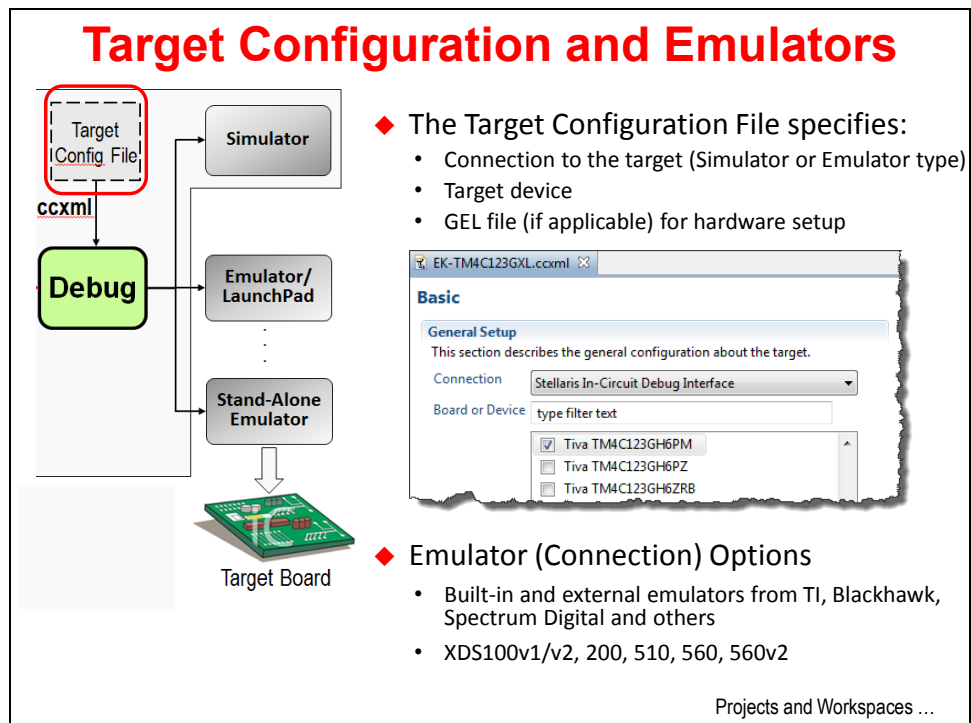 Target Configuration and Emulators
Target
Config File
ccxml
Debug
Simulator
Emulator/
LaunchPad
Stand-Alone
Emulator
Target Board
The Target Configuration File specifies:
• Connection to the target (Simulator or Emulator type)
• Target device
• GEL file (if applicable) for hardware setup
EK-TM4C123GXL.ccxml
Basic
General Setup
This section describes the general configuration about the target.
Connection
Stellaris In-Circuit Debug Interface
Board or Device
type filter text
Tiva TM4C123GH6PM
Tiva TM4C123GH6PZ
Tiva TM4C123GH6ZRB
Emulator (Connection) Options
• Built-in and external emulators from TI, Blackhawk,
Spectrum Digital and others
• XDS100v1/v2, 200, 510, 560, 560v2
Projects and Workspaces …